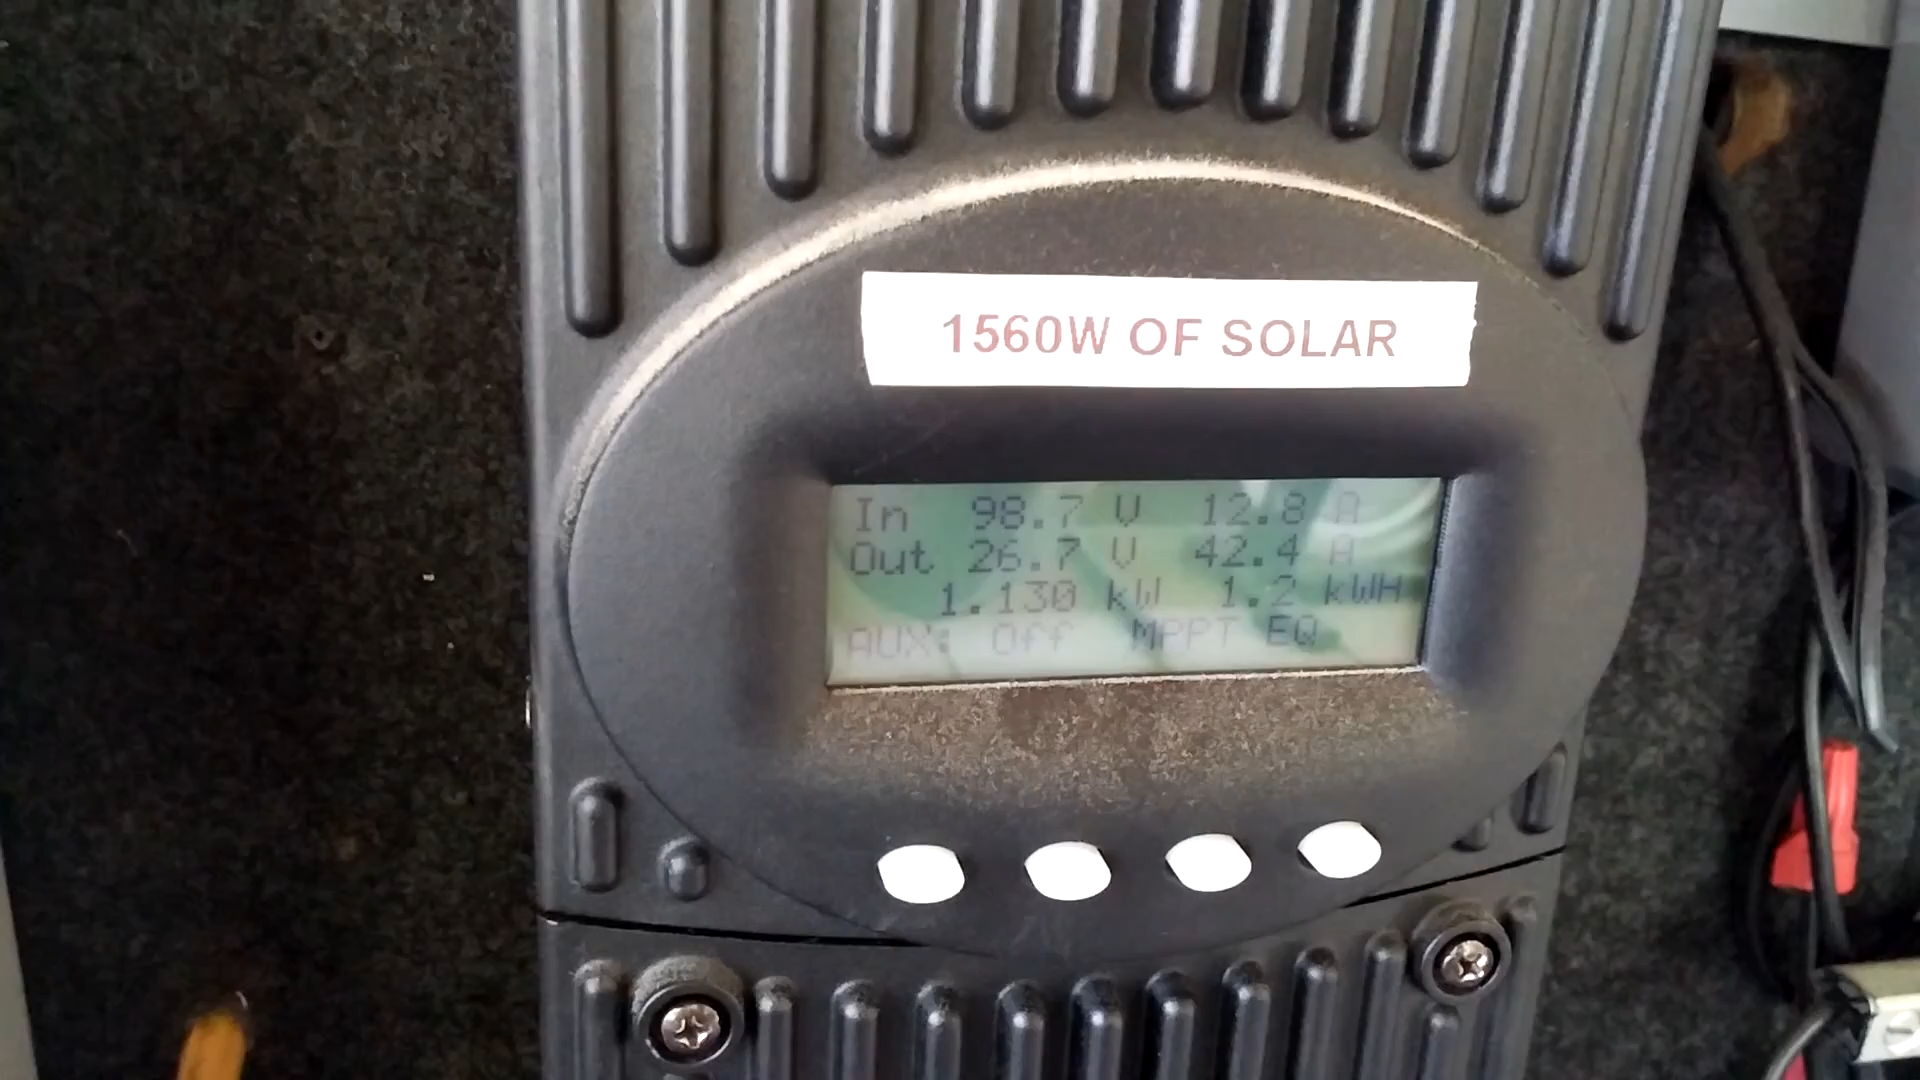 1560W OF SOLAR
In 98.7 V 12.8 A
Out 26.7 V 42.4 A
1.130 kW 1.2 kWH
AUX: Off MPPT EQ